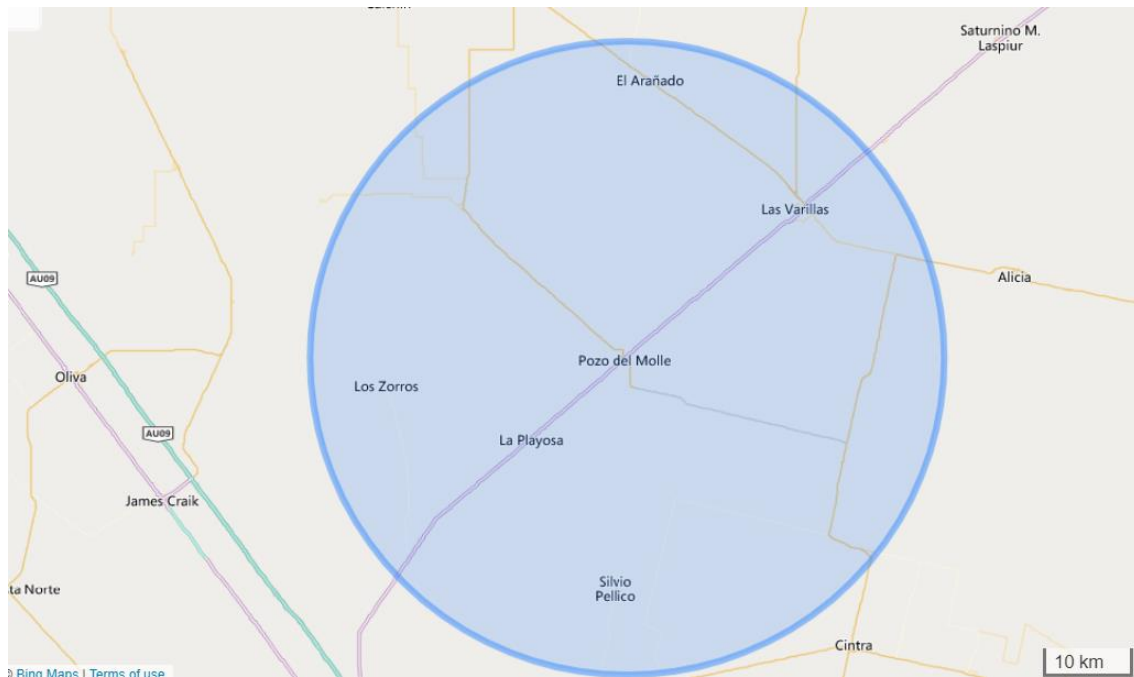 Saturnino M.
Laspiur
El Arañado
Las Varillas
AU09
Alicia
Pozo del Molle
Oliva
Los Zorros
AU09
La Playosa
James Craik
Silvio
Pellico
ta Norte
Cintra
10 km
© Bing Maps | Terms of use